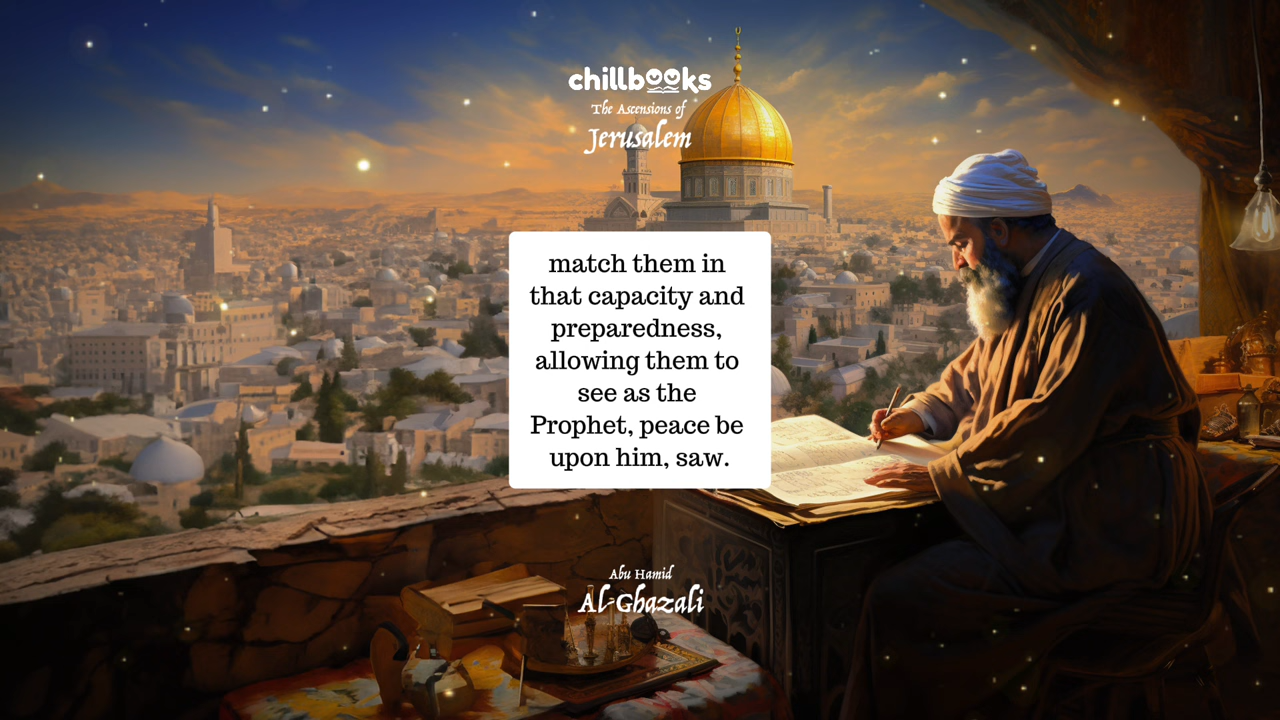 chillbooks
The Ascensions of
Jerusalem
match them in
that capacity and
preparedness,
allowing them to
see as the
Prophet, peace be
upon him, saw.
Abu Hamid
Al-Ghazali